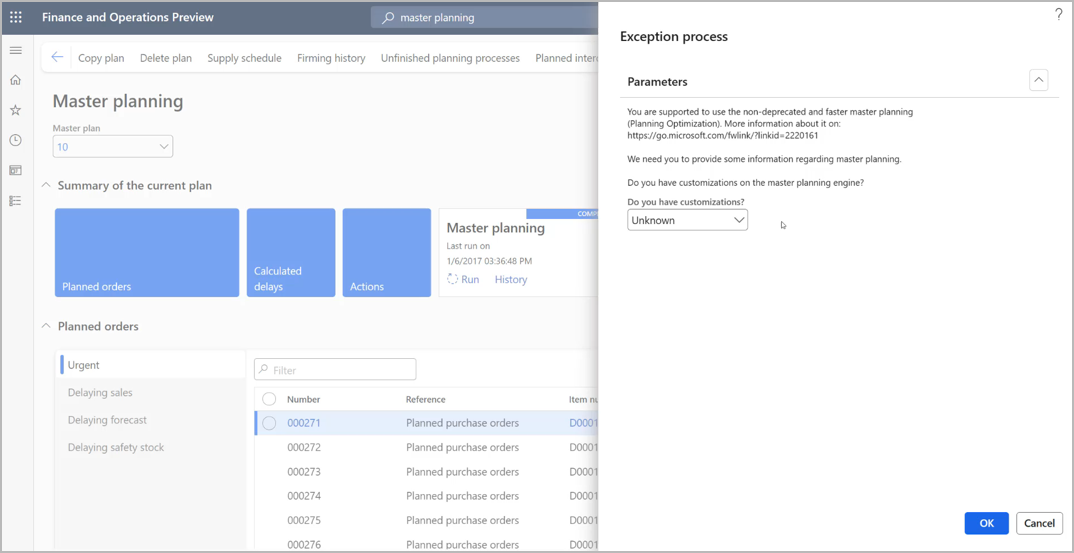 Finance and Operations Preview
master planning
?
Copy plan Delete plan Supply schedule Firming history Unfinished planning processes Planned
Master planning
Master plan
10
Summary of the current plan
Planned orders
Calculated
delays
Actions
Master planning
Last run on
1/6/2017 03:36:48 PM
Run History
Planned orders
Urgent
Delaying sales
Delaying forecast
Delaying safety stock
Filter
Number Reference Item
000271 Planned purchase orders D0001
000272 Planned purchase orders D0001
000273 Planned purchase orders D0001
000274 Planned purchase orders D0001
000275 Planned purchase orders D0001
000276 Planned purchase orders D0001
Exception process
Parameters
You are supported to use the non-deprecated and faster master planning
(Planning Optimization). More information about it on:
https://go.microsoft.com/fwlink/?linkid=2220161
We need you to provide some information regarding master planning.
Do you have customizations on the master planning engine?
Do you have customizations?
Unknown
OK Cancel